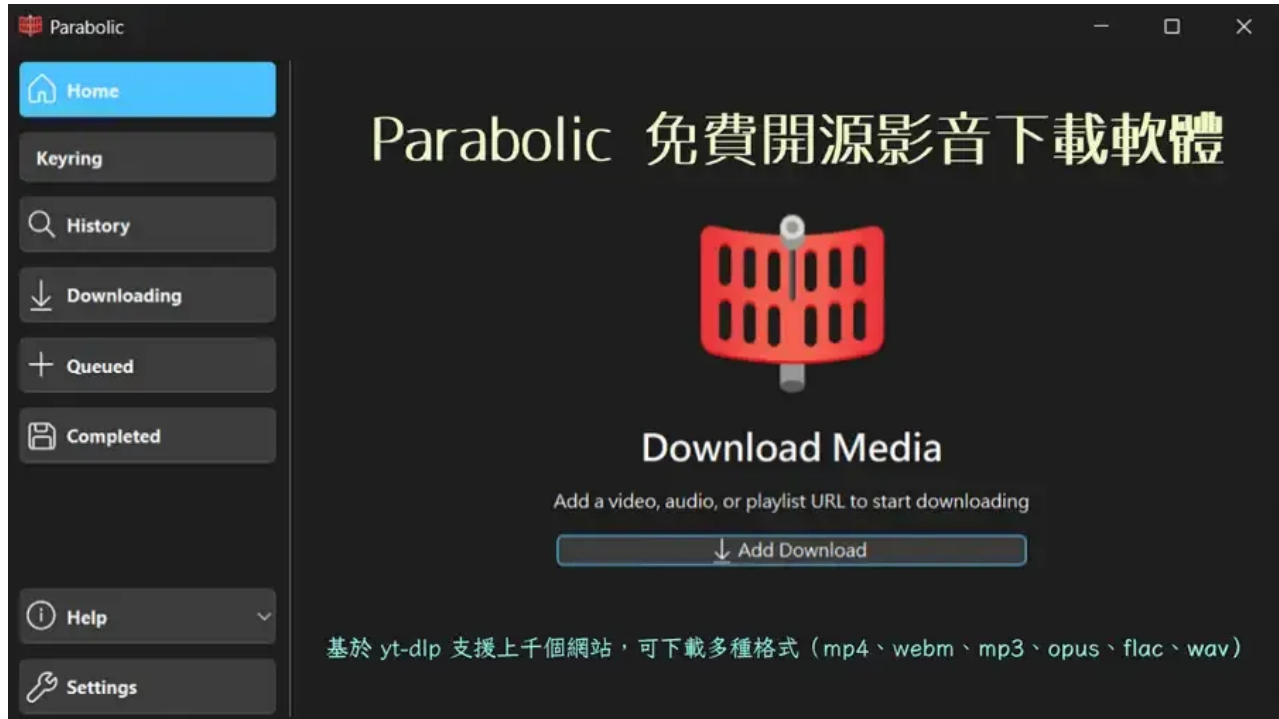 Parabolic
Home
Keyring
History
Downloading
Queued
Completed
Help
Settings
Parabolic 免費開源影音下載軟體
Download Media
Add a video, audio, or playlist URL to start downloading
Add Download
基於 yt-dlp 支援上千個網站，可下載多種格式（mp4、webm、mp3、opus、flac、wav）